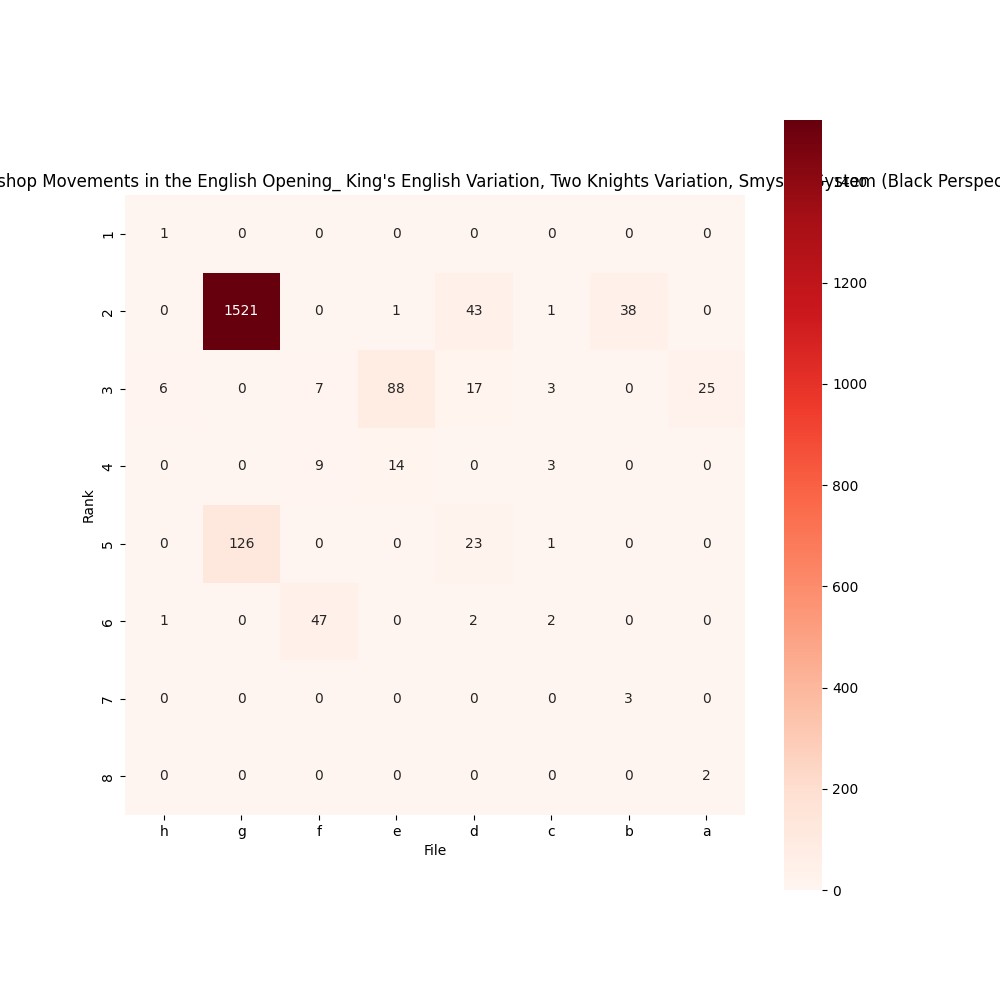 shop Movements in the English Opening_ King's English Variation, Two Knights Variation, (Black Perspec
1 1 0 0 0 0 0 0 0
2 0 1521 0 1 43 1 38 0
3 6 0 7 88 17 3 0 25
4 0 0 9 14 0 3 0 0
5 0 126 0 0 23 1 0 0
6 1 0 47 0 2 2 0 0
7 0 0 0 0 0 0 3 0
8 0 0 0 0 0 0 0 2
Rank
h g f e d c b a
File
1200
1000
800
600
400
200
0